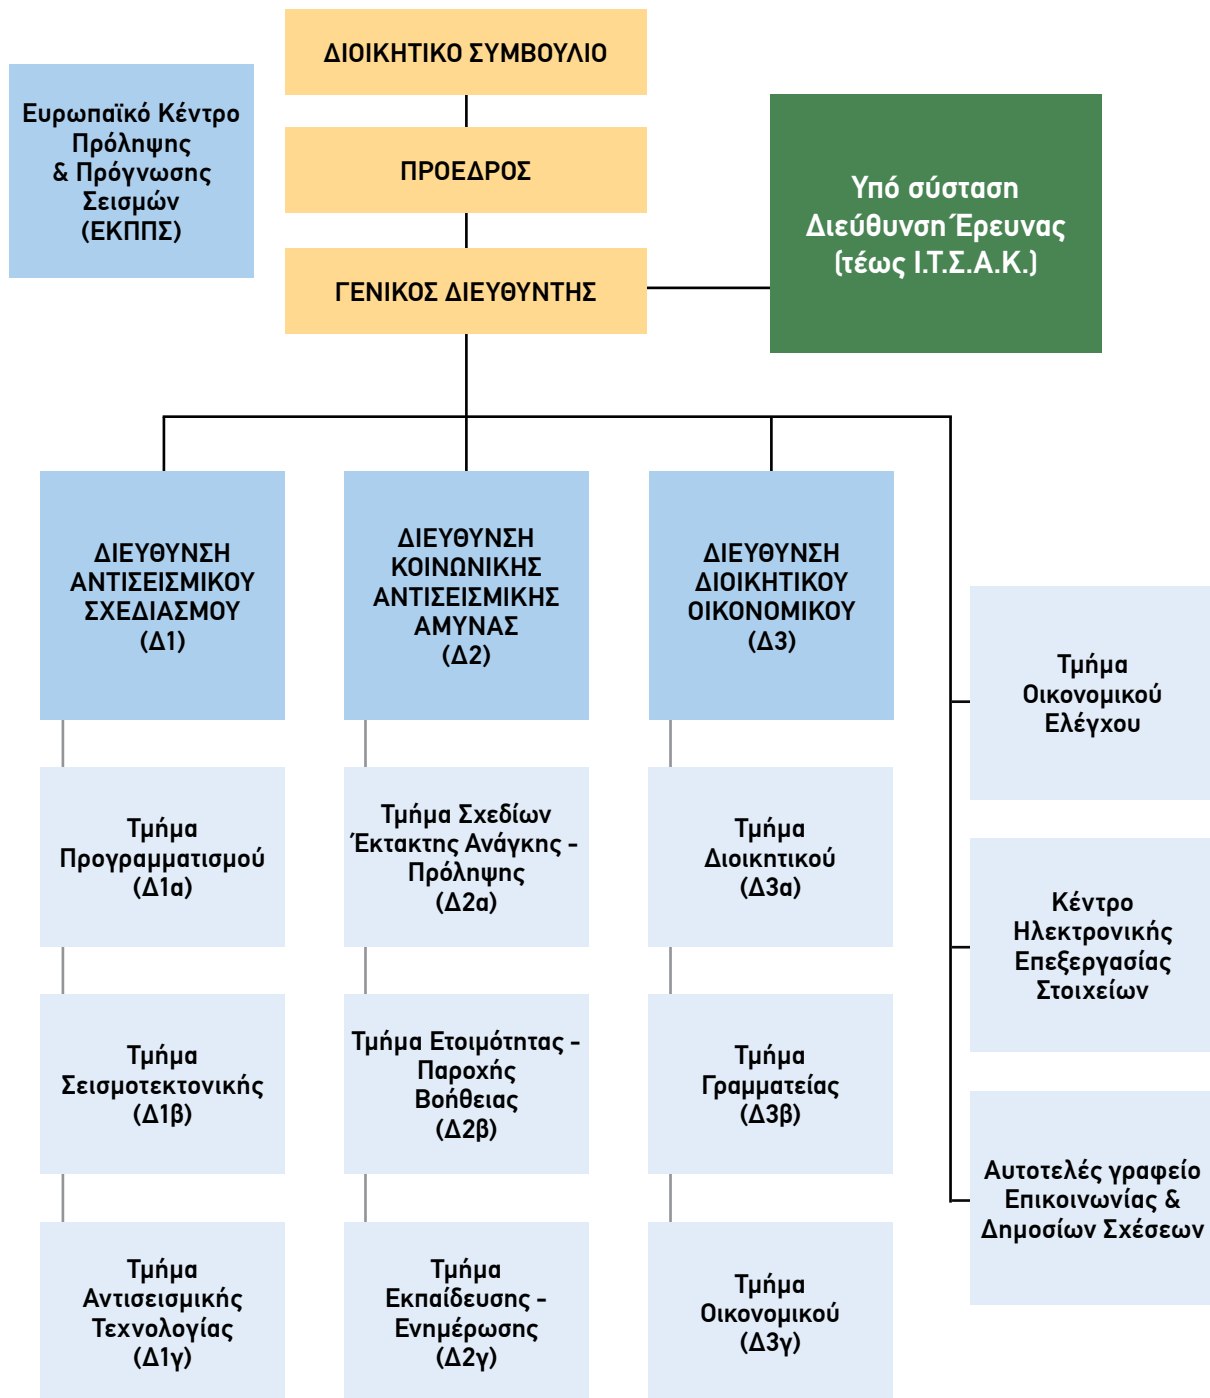 ΔΙΟΙΚΗΤΙΚΟ ΣΥΜΒΟΥΛΙΟ
Ευρωπαϊκό Κέντρο
Πρόληψης
& Πρόγνωσης
Σεισμών
(ΕΚΠΠΣ)
ΠΡΟΕΔΡΟΣ
Υπό σύσταση
Διεύθυνση Έρευνας
(τέως Ι.Τ.Σ.Α.Κ.)
ΓΕΝΙΚΟΣ ΔΙΕΥΘΥΝΤΗΣ
ΔΙΕΥΘΥΝΣΗ
ΑΝΤΙΣΕΙΣΜΙΚΟΥ
ΣΧΕΔΙΑΣΜΟΥ
(Δ1)
ΔΙΕΥΘΥΝΣΗ
ΚΟΙΝΩΝΙΚΗΣ
ΑΝΤΙΣΕΙΣΜΙΚΗΣ
ΑΜΥΝΑΣ
(Δ2)
ΔΙΕΥΘΥΝΣΗ
ΔΙΟΙΚΗΤΙΚΟΥ
ΟΙΚΟΝΟΜΙΚΟΥ
(Δ3)
Τμήμα
Προγραμματισμού
(Δ1α)
Τμήμα
Σεισμοτεκτονικής
(Δ1β)
Τμήμα
Αντισεισμικής
Τεχνολογίας
(Δ1γ)
Τμήμα Σχεδίων
Έκτακτης Ανάγκης -
Πρόληψης
(Δ2α)
Τμήμα Ετοιμότητας -
Παροχής
Βοήθειας
(Δ2β)
Τμήμα
Εκπαίδευσης -
Ενημέρωσης
(Δ2γ)
Τμήμα
Διοικητικού
(Δ3α)
Τμήμα
Γραμματείας
(Δ3β)
Τμήμα
Οικονομικού
(Δ3γ)
Τμήμα
Οικονομικού
Ελέγχου
Κέντρο
Ηλεκτρονικής
Επεξεργασίας
Στοιχείων
Αυτοτελές γραφείο
Επικοινωνίας &
Δημοσίων Σχέσεων